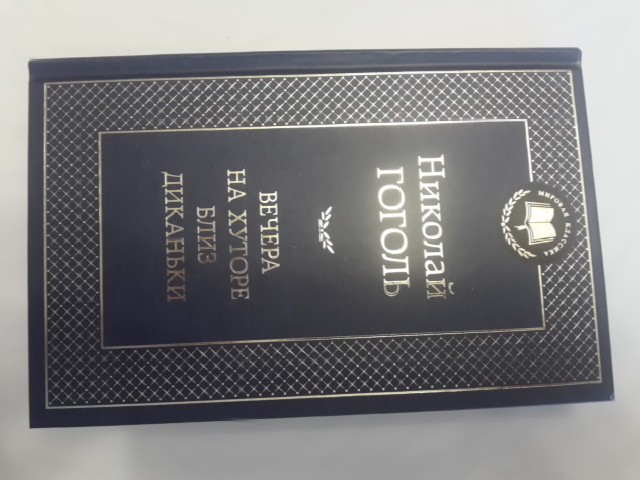 МИРОВАЯ КЛАССИКА
НИКОЛАЙ
ГОГОЛЬ
ВЕЧЕРА
НА ХУТОРЕ
БЛИЗ
ДИКАНЬКИ